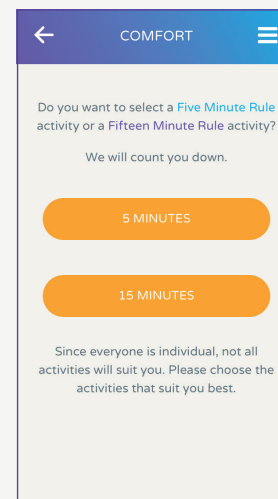 COMFORT
Do you want to select a Five Minute Rule
activity or a Fifteen Minute Rule activity?
We will count you down.
5 MINUTES
15 MINUTES
Since everyone is individual, not all
activities will suit you. Please choose the
activities that suit you best.